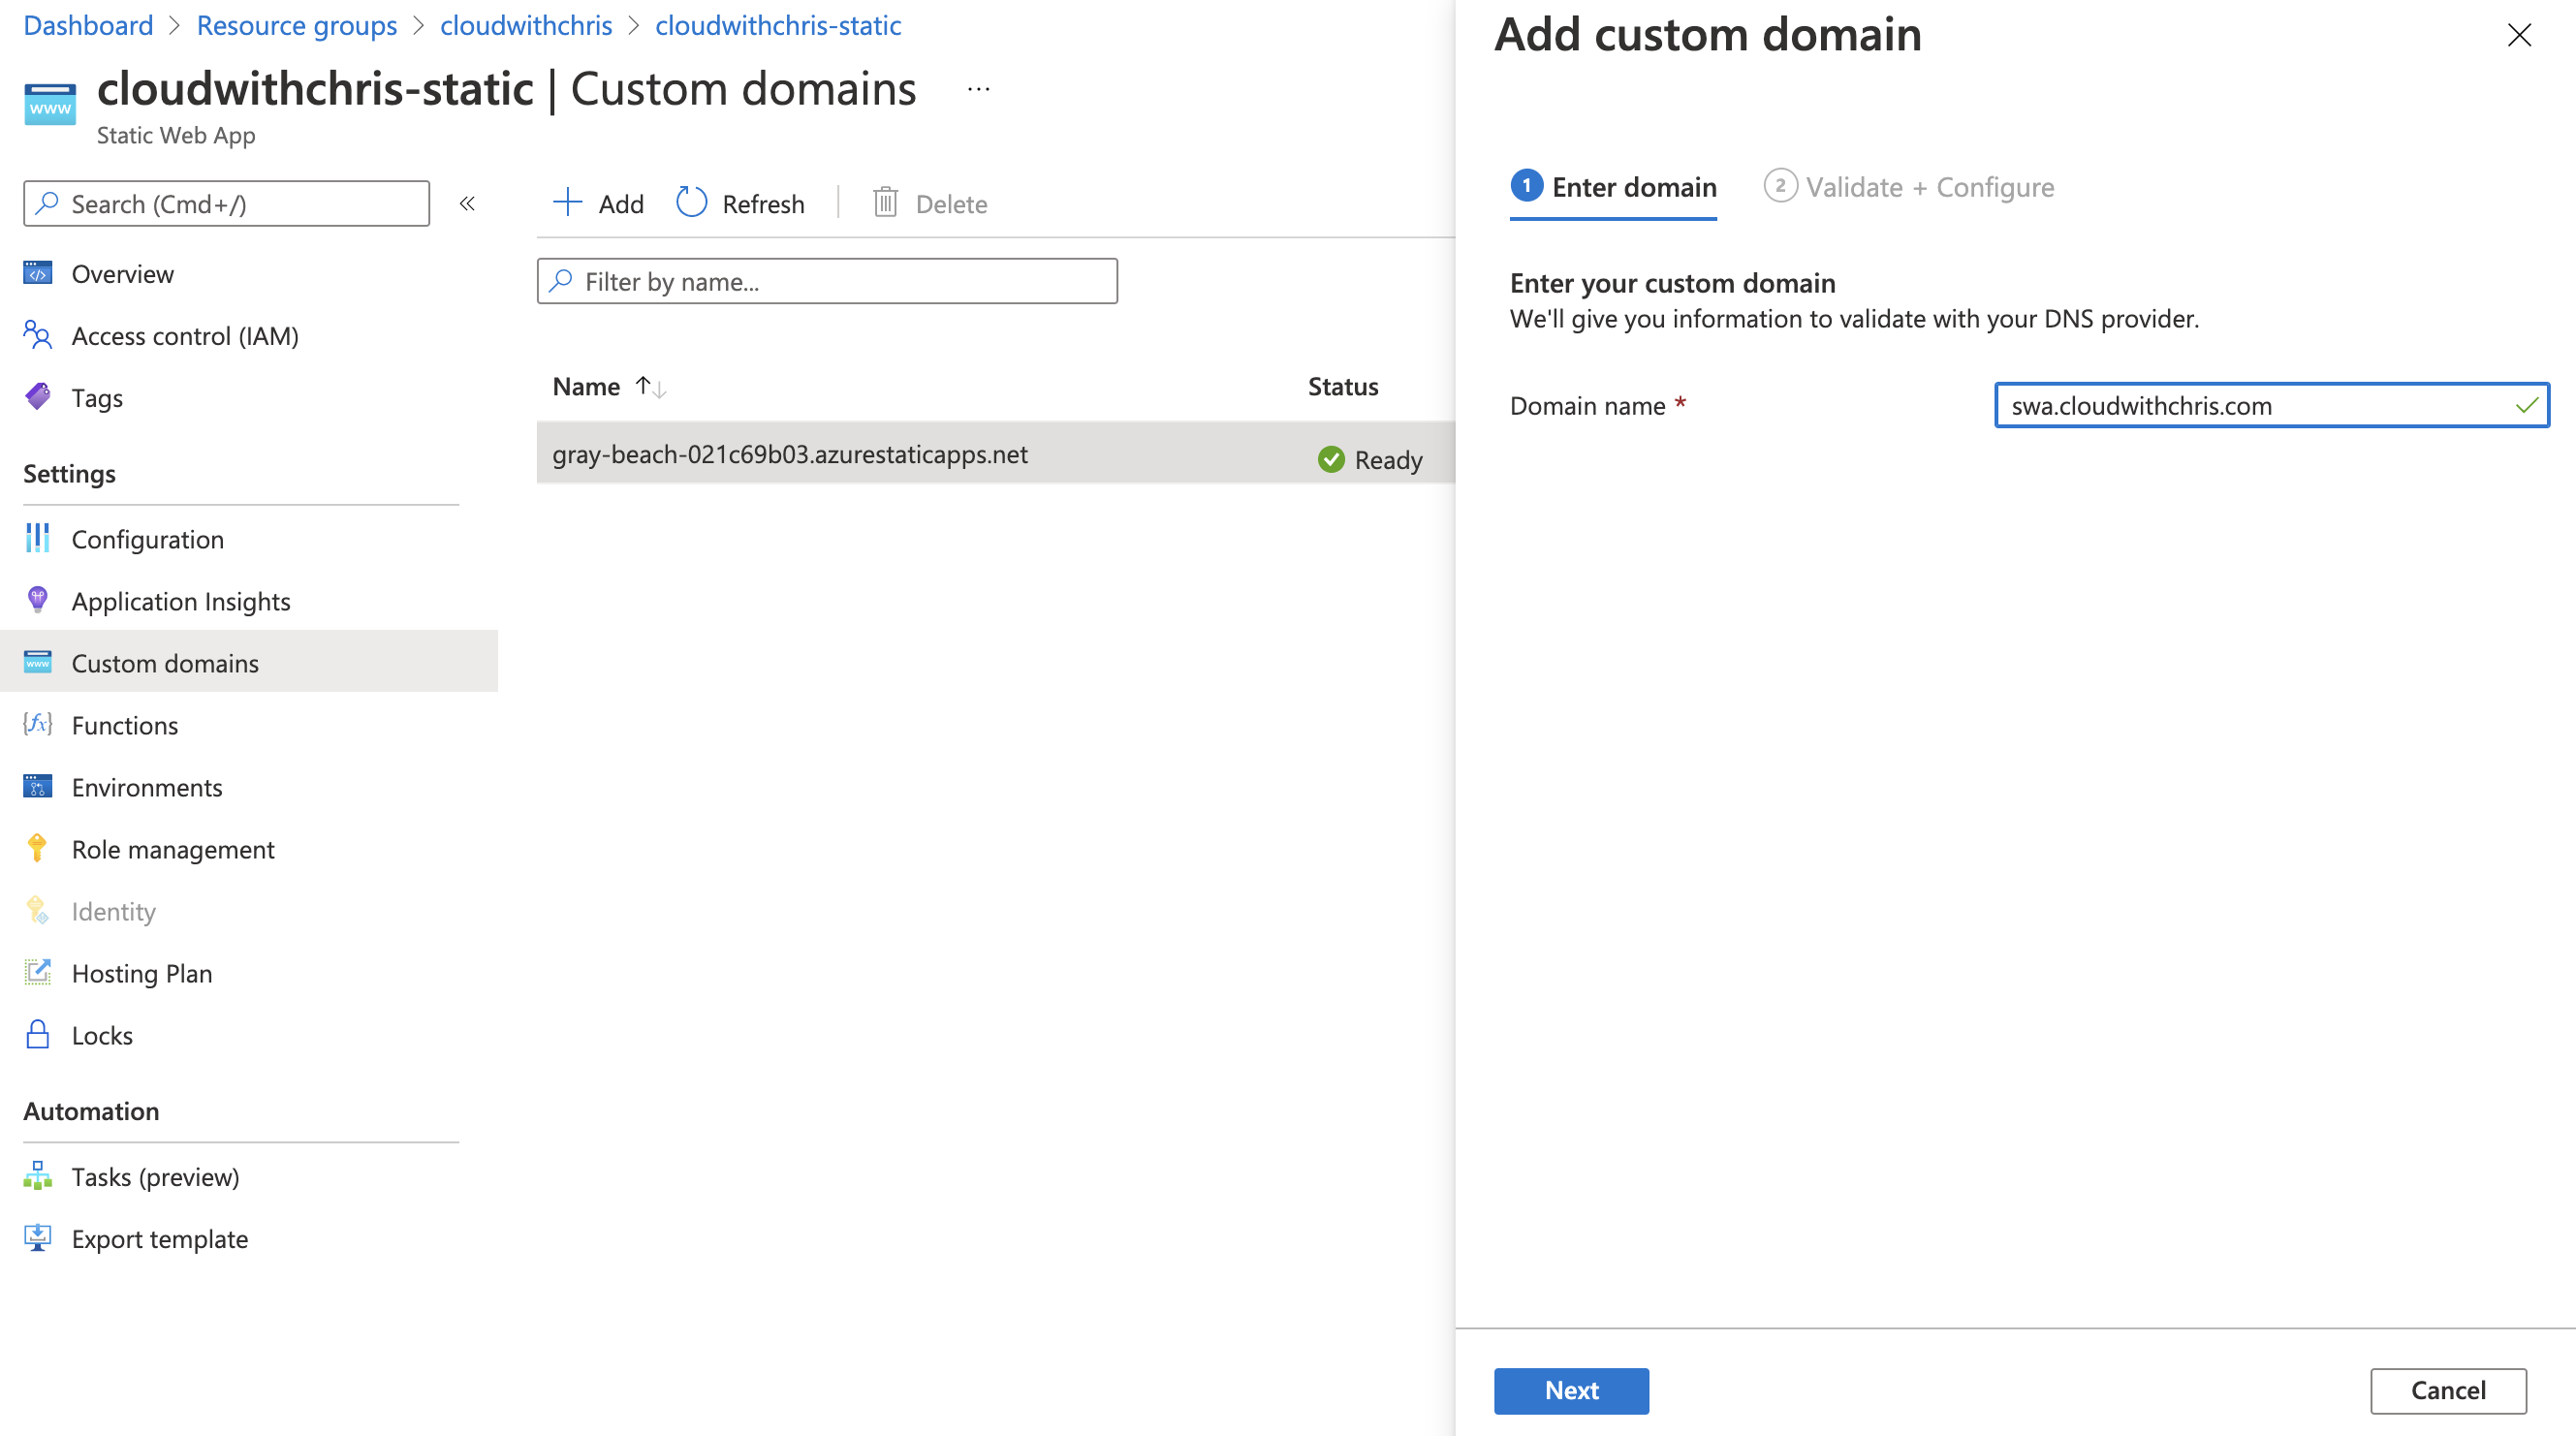 Dashboard > Resource groups > cloudwithchris > cloudwithchris-static
www
cloudwithchris-static | Custom domains ...
Static Web App
Search (Cmd+/)
«
Overview
Access control (IAM)
Tags
Settings
Configuration
Application Insights
www
Custom domains
Functions
Environments
Role management
Identity
Hosting Plan
Locks
Automation
Tasks (preview)
Export template
+ Add
Refresh
Delete
Filter by name...
Name ↑↓
Status
gray-beach-021c69b03.azurestaticapps.net
Ready
Add custom domain
1 Enter domain
2 Validate + Configure
Enter your custom domain
We'll give you information to validate with your DNS provider.
Domain name *
swa.cloudwithchris.com
Next
Cancel